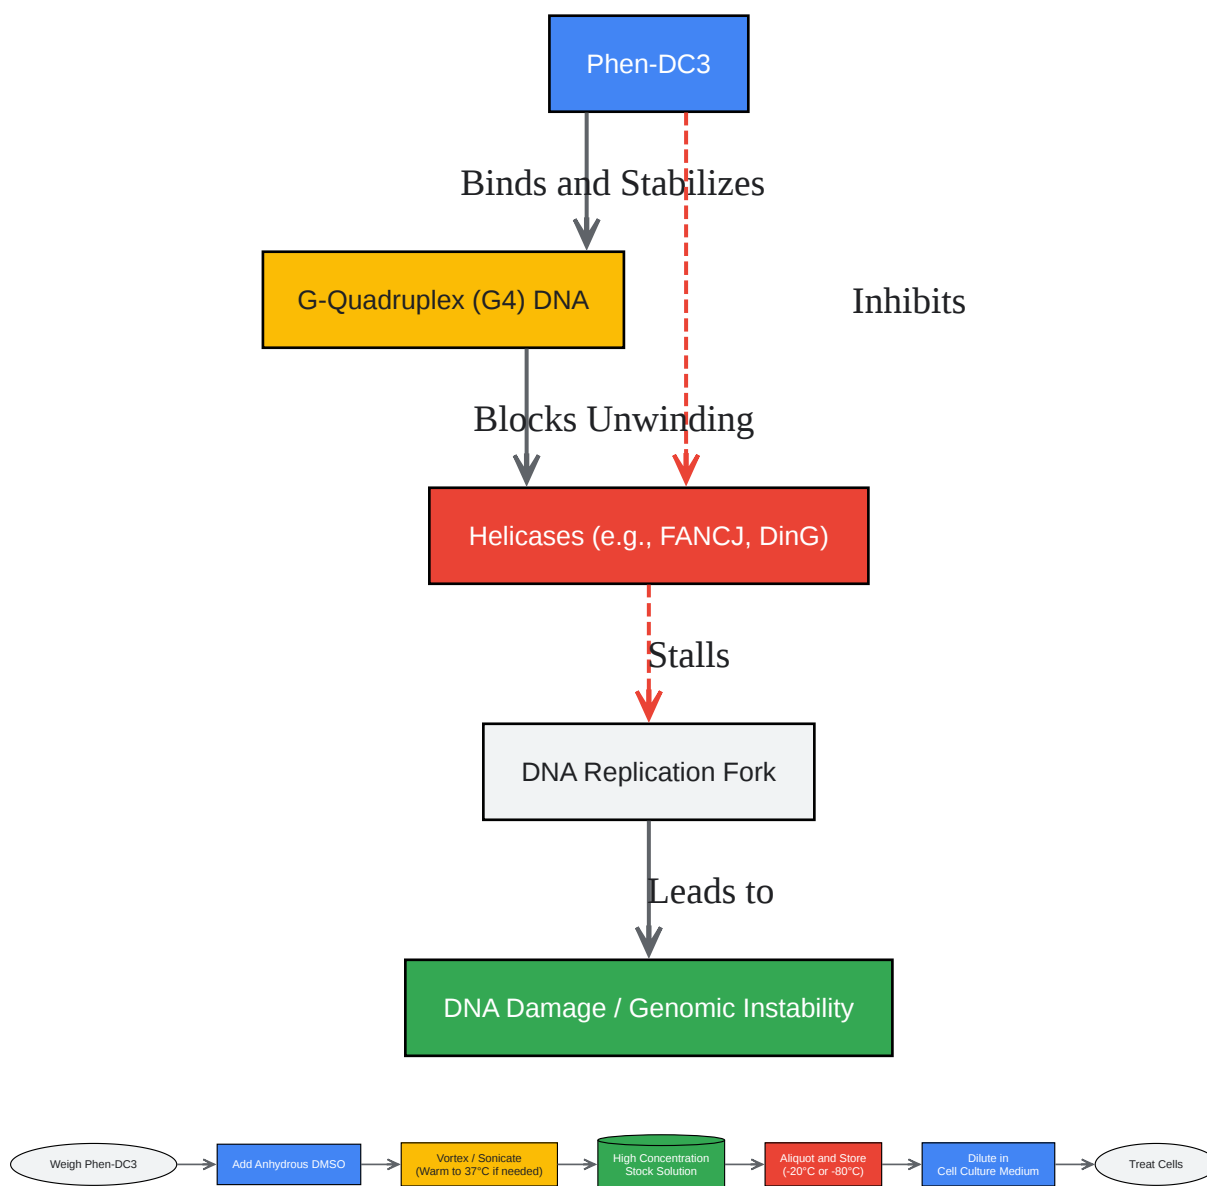 Phen-DC3
Binds and Stabilizes
G-Quadruplex (G4) DNA
Inhibits
Blocks Unwinding
Helicases (e.g., FANCJ, DinG)
Stalls
DNA Replication Fork
Leads to
DNA Damage / Genomic Instability
Weigh Phen-DC3
Add Anhydrous DMSO
Vortex / Sonicate
(Warm to 37°C if needed)
High Concentration
Stock Solution
Aliquot and Store
(-20°C or -80°C)
Dilute in
Cell Culture Medium
Treat Cells